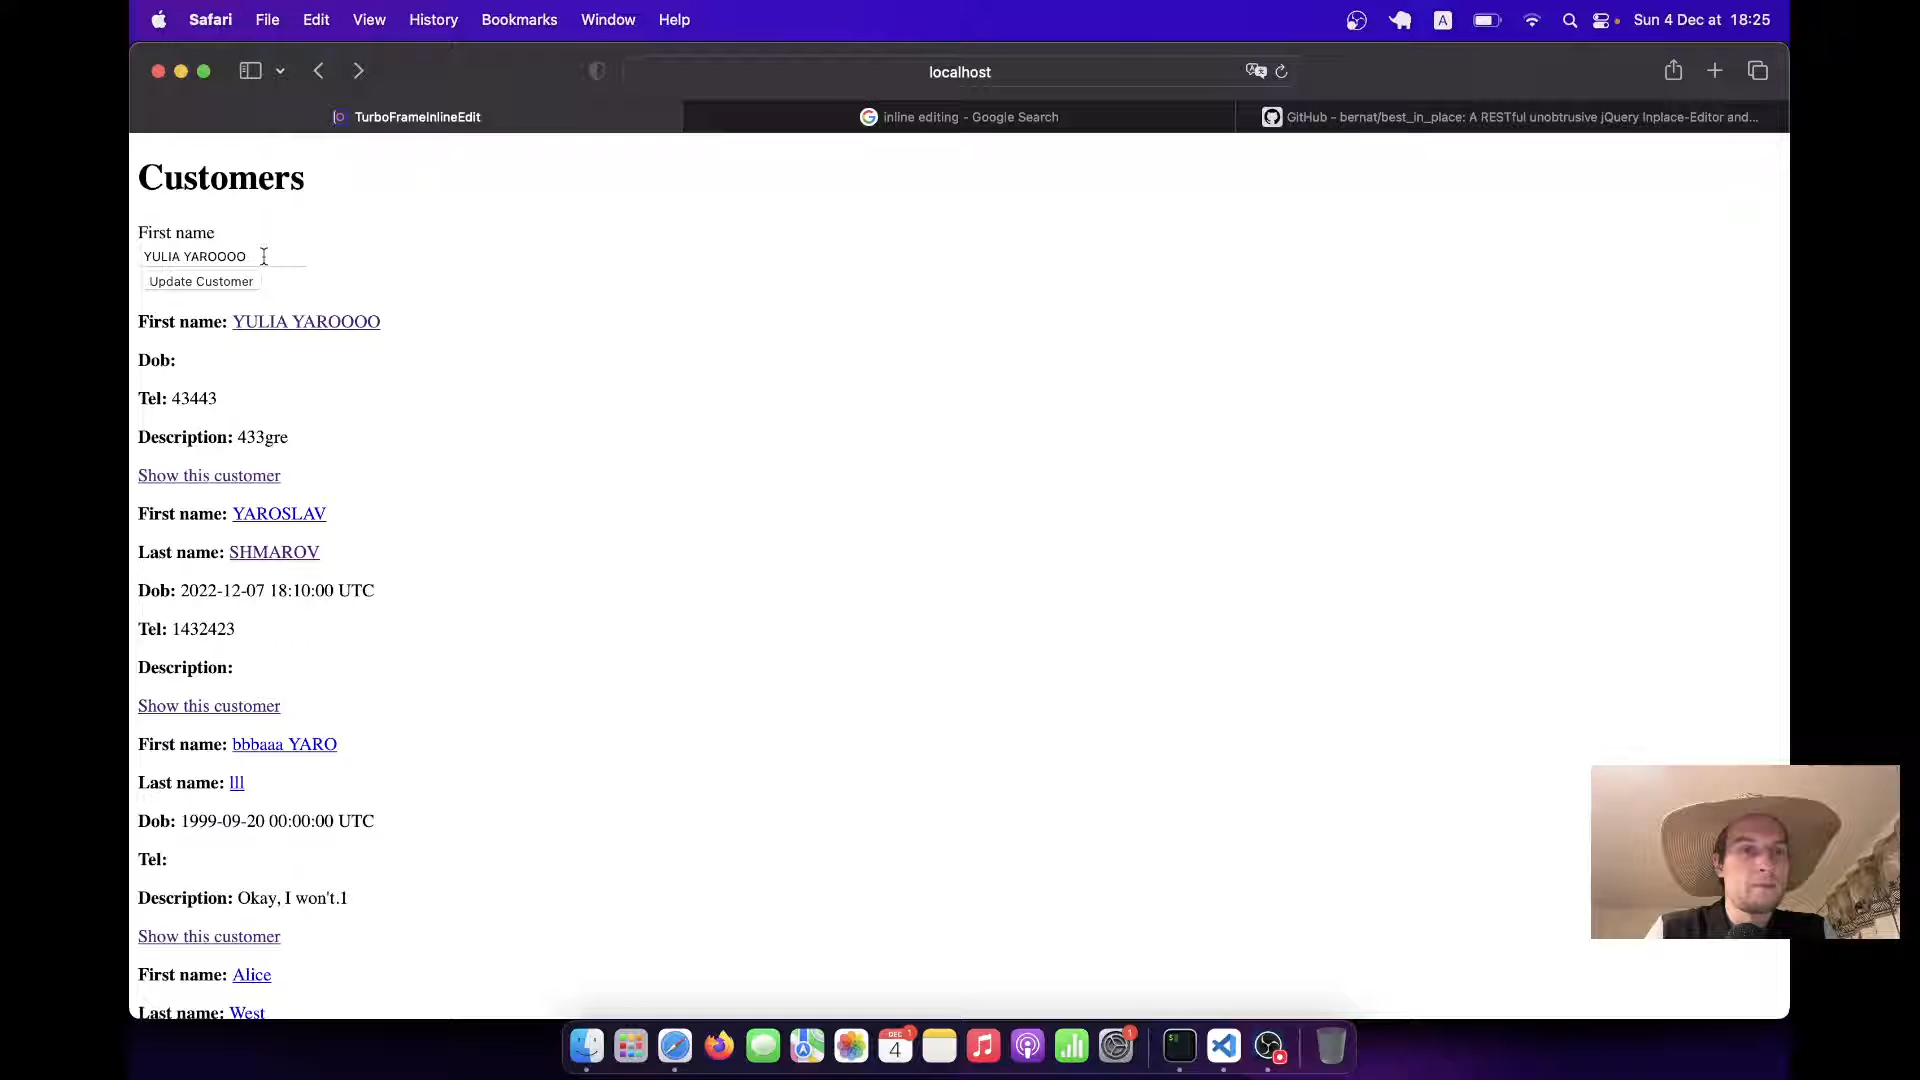 Safari File Edit View History Bookmarks Window Help
A
Sun 4 Dec at 18:25
localhost
TurboFrameInlineEdit
inline editing - Google Search
GitHub - bernat/best_in_place: A RESTful unobtrusive jQuery Inplace-Editor and...
Customers
First name
YULIA YAROOOO
Update Customer
First name: YULIA YAROOOO
Dob:
Tel: 43443
Description: 433gre
Show this customer
First name: YAROSLAV
Last name: SHMAROV
Dob: 2022-12-07 18:10:00 UTC
Tel: 1432423
Description:
Show this customer
First name: bbbaaa YARO
Last name: lll
Dob: 1999-09-20 00:00:00 UTC
Tel:
Description: Okay, I won't.1
Show this customer
First name: Alice
Last name: West
DEC
4
1
1
$